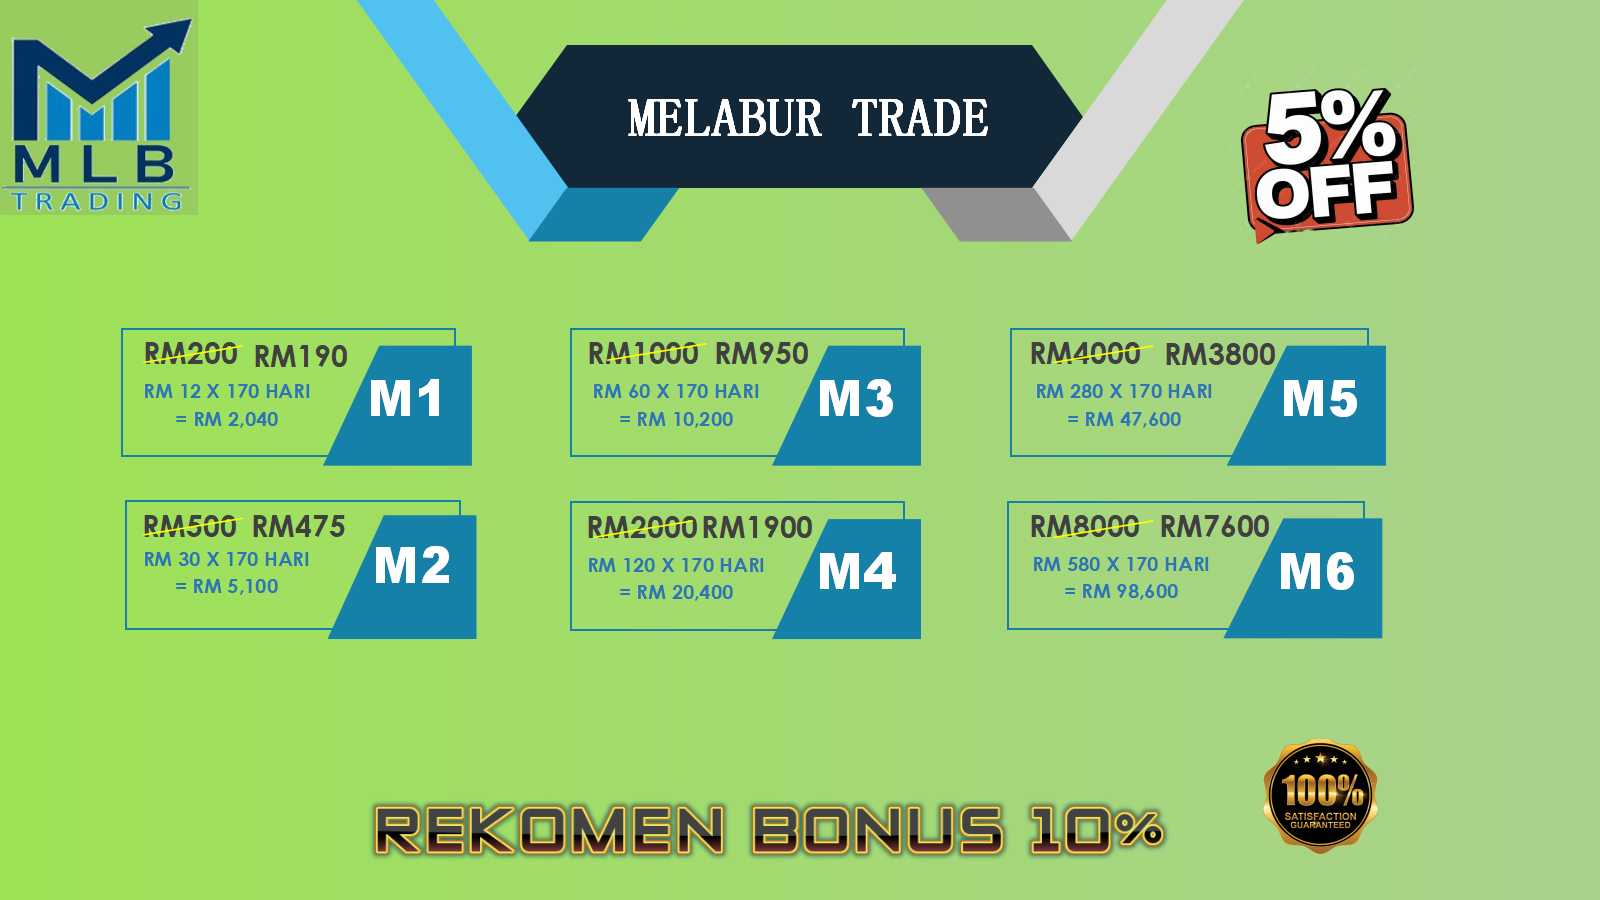 MLB
TRADING
MELABUR TRADE
5%
OFF
RM200 RM190
RM 12 X 170 HARI
= RM 2,040
M1
RM1000 RM950
RM 60 X 170 HARI
= RM 10,200
M3
RM4000 RM3800
RM 280 X 170 HARI
= RM 47,600
M5
RM500 RM475
RM 30 X 170 HARI
= RM 5,100
M2
RM2000 RM1900
RM 120 X 170 HARI
= RM 20,400
M4
RM8000 RM7600
RM 580 X 170 HARI
= RM 98,600
M6
REKOMEN BONUS 10%
100%
SATISFACTION
GUARANTEED